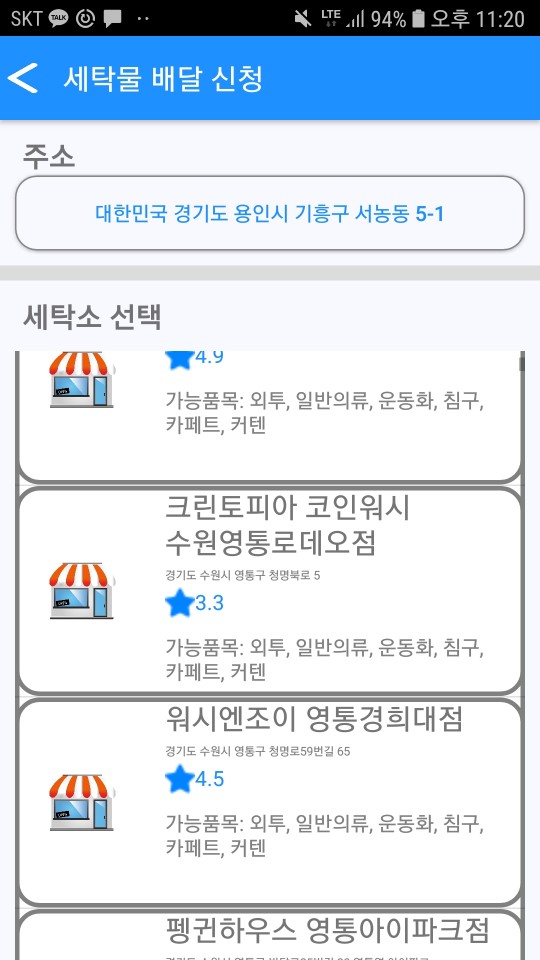 SKT TALK LTE 94% 오후 11:20
세탁물 배달 신청
주소
대한민국 경기도 용인시 기흥구 서농동 5-1
세탁소 선택
4.9
가능품목: 외투, 일반의류, 운동화, 침구,
카페트, 커텐
크린토피아 코인워시
수원영통로데오점
경기도 수원시 영통구 청명북로 5
3.3
가능품목: 외투, 일반의류, 운동화, 침구,
카페트, 커텐
워시엔조이 영통경희대점
경기도 수원시 영통구 청명로59번길 65
4.5
가능품목: 외투, 일반의류, 운동화, 침구,
카페트, 커텐
펭귄하우스 영통아이파크점